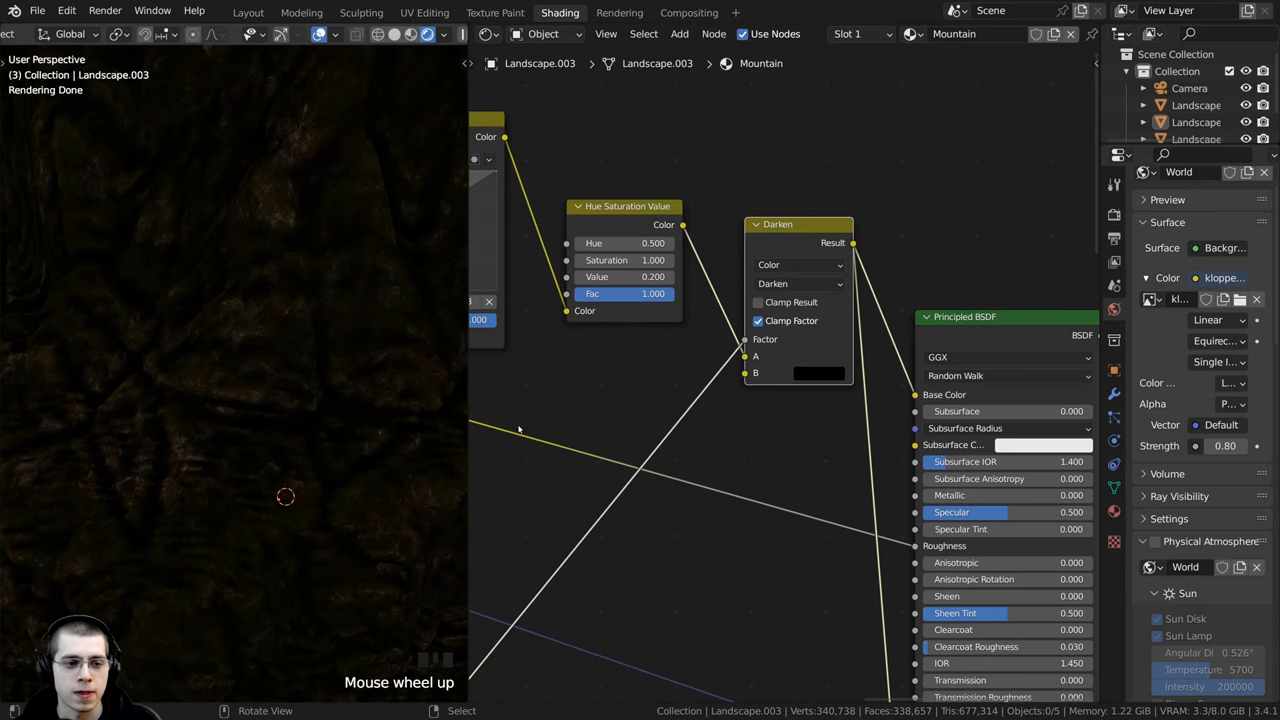 File Edit Render Window Help Layout Modeling Sculpting UV Editing Texture Paint Shading Rendering Compositing + Scene View Layer
ect Global Object View Select Add Node Use Nodes Slot 1 Mountain
User Perspective
(3) Collection | Landscape.003
Rendering Done
Landscape.003 > Landscape.003 > Mountain
Scene Collection
Collection
Camera
Landscape
Landscape
Landscape
Color
Hue Saturation Value
Color
Hue 0.500
Saturation 1.000
Value 0.200
Fac 1.000
Color
.000
Darken
Result
Color
Darken
Clamp Result
Clamp Factor
Factor
A
B
Principled BSDF
BSDF
GGX
Random Walk
Base Color
Subsurface 0.000
Subsurface Radius
Subsurface C...
Subsurface IOR 1.400
Subsurface Anisotropy 0.000
Metallic 0.000
Specular 0.500
Specular Tint 0.000
Roughness
Anisotropic 0.000
Anisotropic Rotation 0.000
Sheen 0.000
Sheen Tint 0.500
Clearcoat 0.000
Clearcoat Roughness 0.030
IOR 1.450
Transmission 0.000
Transmission Roughness 0.000
World
Preview
Surface
Surface Backgr...
Color kloppe...
kl...
Linear
Equirec...
Single I...
Color ... L...
Alpha P...
Vector Default
Strength 0.80
Volume
Ray Visibility
Settings
Physical Atmosphere
World
Sun
Sun Disk
Sun Lamp
Angular Di 0.526°
Temperature 5700
Intensity 200000
Mouse wheel up
Rotate View Select Collection | Landscape.003 | Verts:340,738 | Faces:338,657 | Tris:677,314 | Objects:0/5 | Memory: 1.22 GiB | VRAM: 3.3/8.0 GiB | 3.4.1